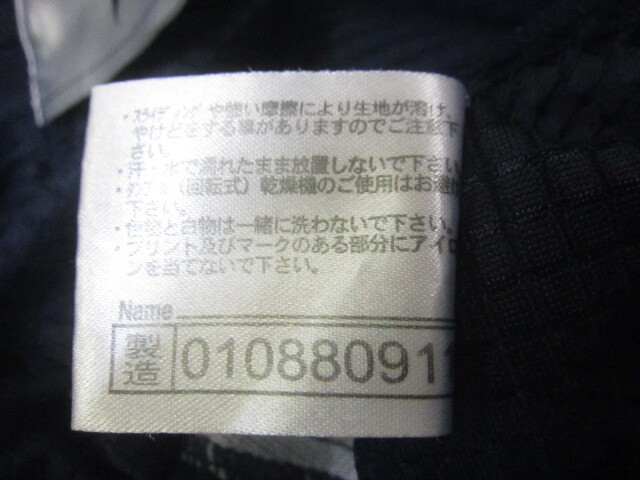 ・スライディングや強い摩擦により生地が溶け、
やけどをする事がありますのでご注意下
さい。
・汗・水で濡れたまま放置しないで下さい
・タンブル（回転式）乾燥機のご使用はお避け
下さい。
・色物と白物は一緒に洗わないで下さい。
・プリント及びマークのある部分にアイロ
ンを当てないで下さい。
Name
製造 010880911